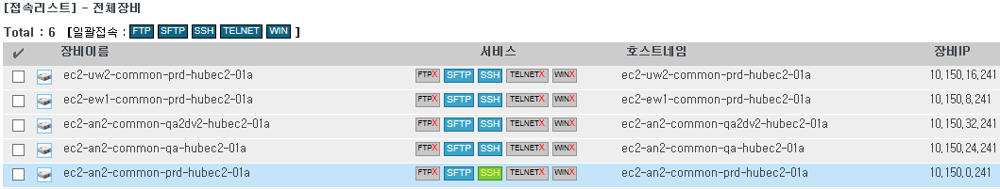 [접속리스트] - 전체장비
Total : 6 [일괄접속 : FTP SFTP SSH TELNET WIN ]
✔ 장비이름 서비스 호스트네임 장비IP
ec2-uw2-common-prd-hubec2-01a FTPX SFTP SSH TELNETX WINX ec2-uw2-common-prd-hubec2-01a 10.150.16.241
ec2-ew1-common-prd-hubec2-01a FTPX SFTP SSH TELNETX WINX ec2-ew1-common-prd-hubec2-01a 10.150.8.241
ec2-an2-common-qa2dv2-hubec2-01a FTPX SFTP SSH TELNETX WINX ec2-an2-common-qa2dv2-hubec2-01a 10.150.32.241
ec2-an2-common-qa-hubec2-01a FTPX SFTP SSH TELNETX WINX ec2-an2-common-qa-hubec2-01a 10.150.24.241
ec2-an2-common-prd-hubec2-01a FTPX SFTP SSH TELNETX WINX ec2-an2-common-prd-hubec2-01a 10.150.0.241